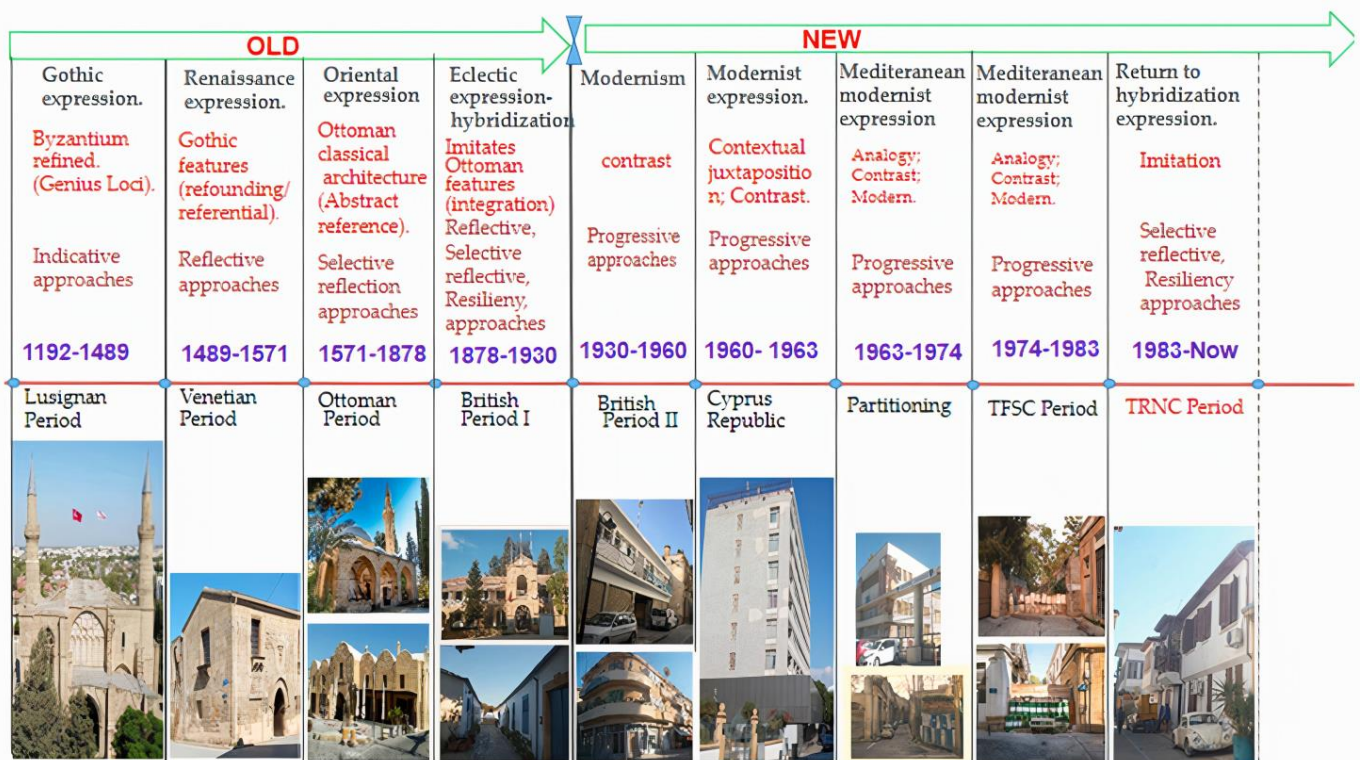 OLD
NEW
Gothic
expression.
Byzantium
refined.
(Genius Loci).
Indicative
approaches
1192-1489
Renaissance
expression.
Gothic
features
(refounding/
referential).
Reflective
approaches
1489-1571
Oriental
expression
Ottoman
classical
architecture
(Abstract
reference).
Selective
reflection
approaches
1571-1878
Eclectic
expression-
hybridization
Imitates
Ottoman
features
(integration)
Reflective,
Selective
reflective,
Resilieny,
approaches
1878-1930
Modernism
contrast
Progressive
approaches
1930-1960
Modernist
expression.
Contextual
juxtapositio
n; Contrast.
Progressive
approaches
1960- 1963
Mediteranean
modernist
expression
Analogy;
Contrast;
Modern.
Progressive
approaches
1963-1974
Mediteranean
modernist
expression
Analogy;
Contrast;
Modern.
Progressive
approaches
1974-1983
Return to
hybridization
expression.
Imitation
Selective
reflective,
Resiliency
approaches
1983-Now
Lusignan
Period
Venetian
Period
Ottoman
Period
British
Period I
British
Period II
Cyprus
Republic
Partitioning
TFSC Period
TRNC Period